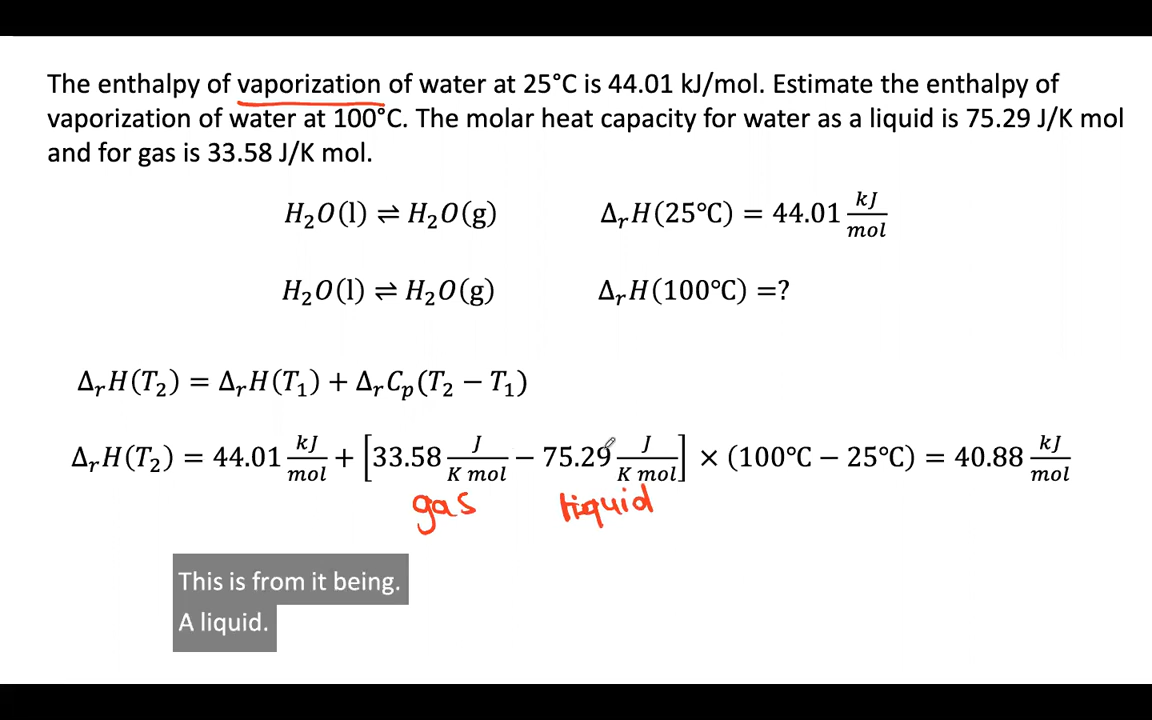 The enthalpy of vaporization of water at 25°C is 44.01 kJ/mol. Estimate the enthalpy of
vaporization of water at 100°C. The molar heat capacity for water as a liquid is 75.29 J/K mol
and for gas is 33.58 J/K mol.
H₂O(l) ⇌ H₂O(g) ΔᵣH(25℃) = 44.01 kJ/mol
H₂O(l) ⇌ H₂O(g) ΔᵣH(100℃) =?
ΔᵣH(T₂) = ΔᵣH(T₁) + ΔᵣCₚ(T₂ − T₁)
ΔᵣH(T₂) = 44.01 kJ/mol + [33.58 J/K mol − 75.29 J/K mol] × (100℃ − 25℃) = 40.88 kJ/mol
gas liquid
This is from it being.
A liquid.